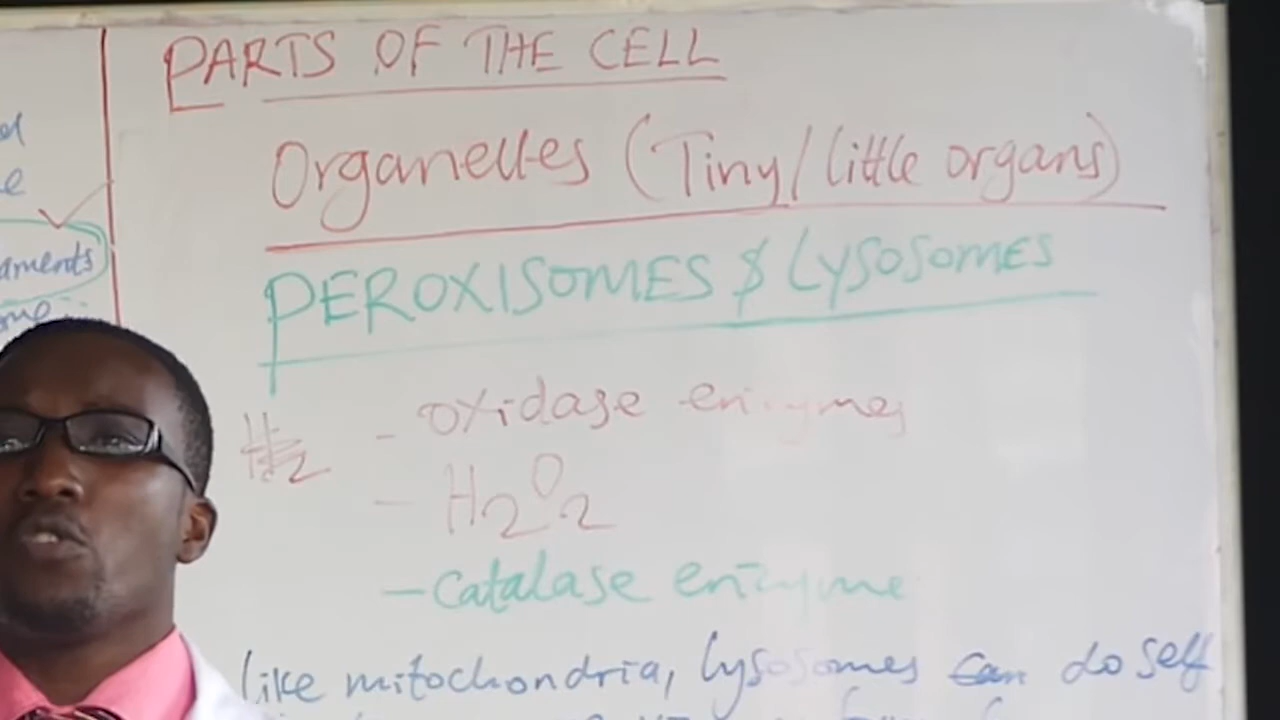 PARTS OF THE CELL
Organelles (Tiny/little organs)
PEROXISOMES & LYSOSOMES
- oxidase enzymes
- H2O2
- catalase enzyme
like mitochondria, lysosomes can do self